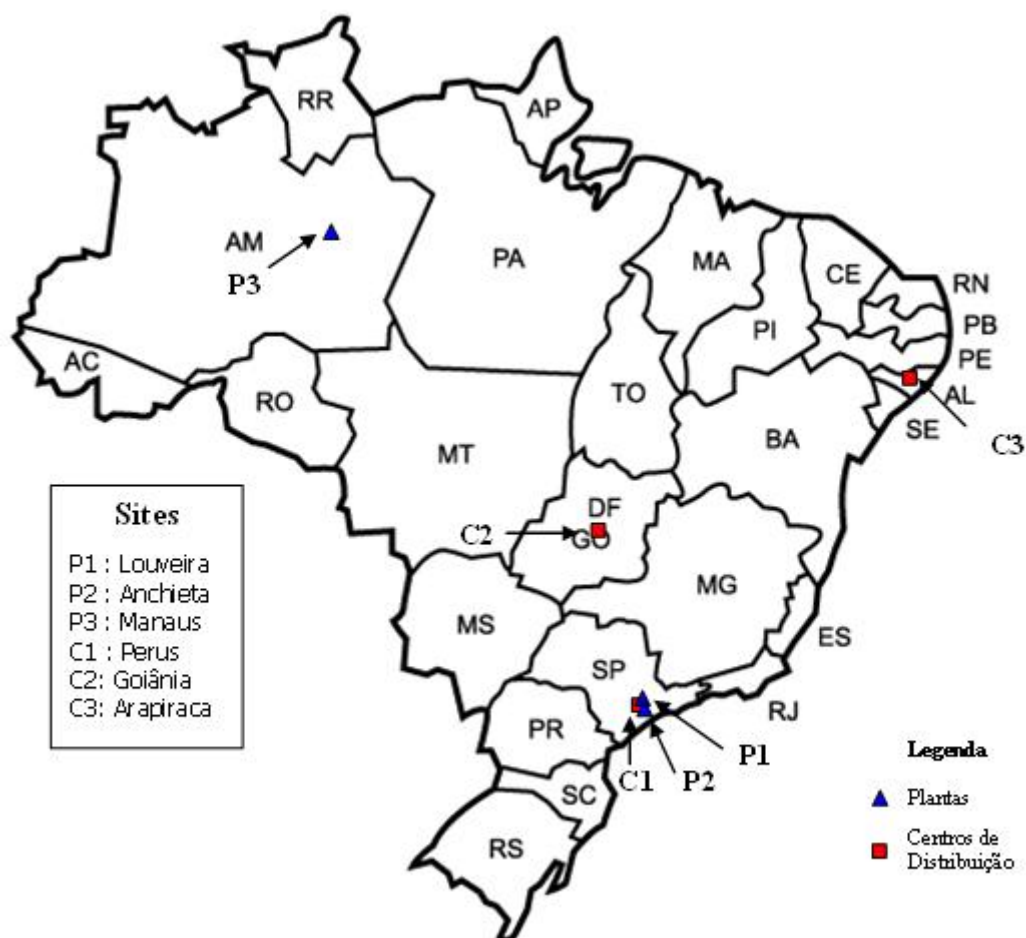 RR
AP
AM
P3
PA
MA
CE
RN
PI
PB
PE
AC
RO
TO
AL
SE
C3
MT
BA
Sites
P1 : Louveira
P2 : Anchieta
P3 : Manaus
C1 : Perus
C2: Goiânia
C3: Arapiraca
DF
C2
GO
MG
MS
ES
SP
RJ
PR
P1
C1
P2
SC
RS
Legenda
Plantas
Centros de
Distribuição